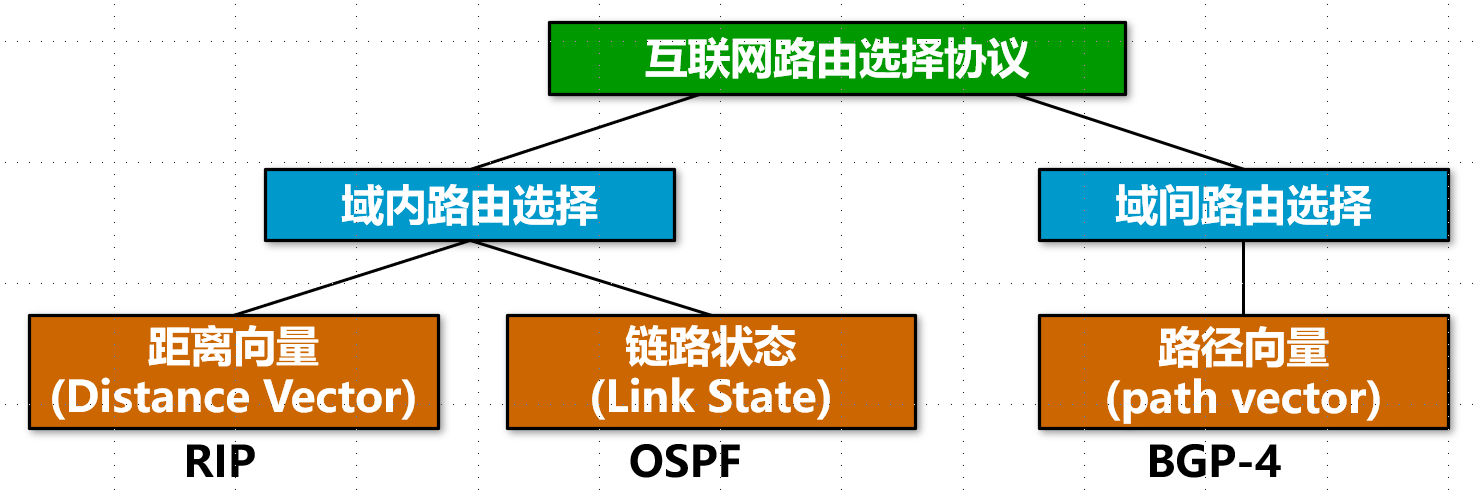 互联网路由选择协议
域内路由选择
域间路由选择
距离向量
(Distance Vector)
链路状态
(Link State)
路径向量
(path vector)
RIP
OSPF
BGP-4